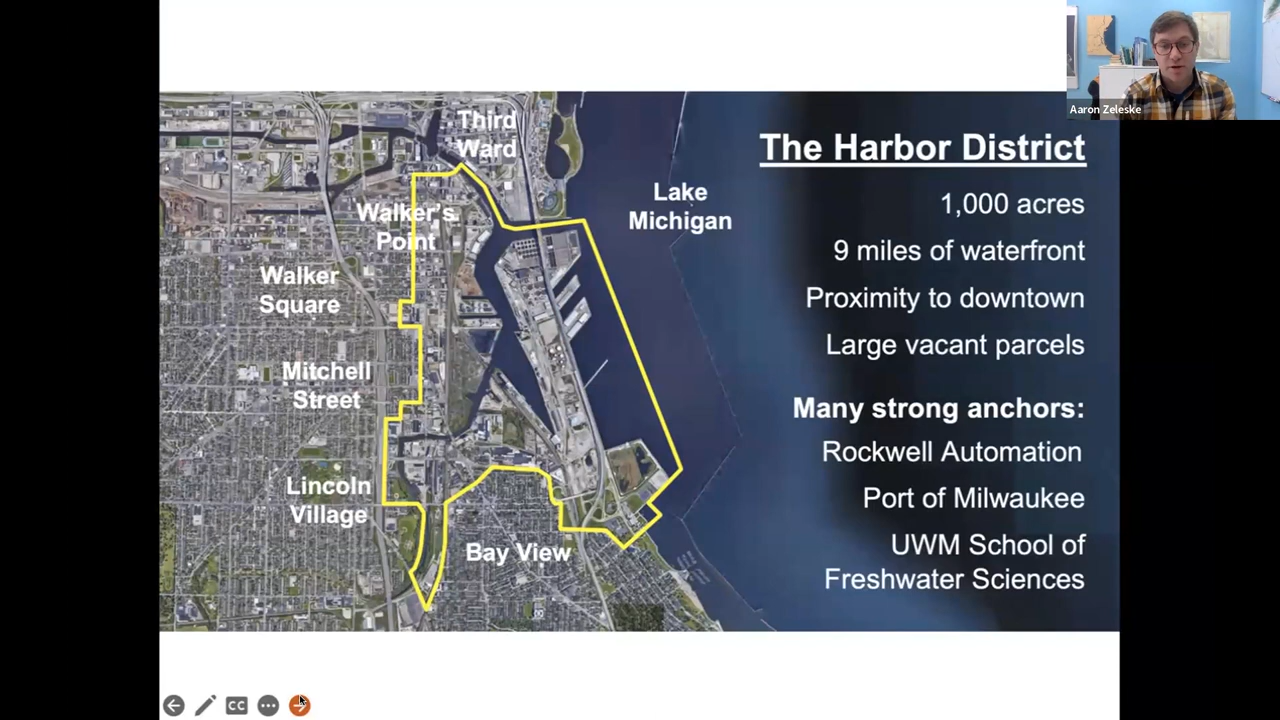 Aaron Zeleske
Third
Ward
The Harbor District
Lake
Michigan
1,000 acres
Walker's
Point
9 miles of waterfront
Walker
Square
Proximity to downtown
Large vacant parcels
Mitchell
Street
Many strong anchors:
Rockwell Automation
Lincoln
Village
Port of Milwaukee
Bay View
UWM School of
Freshwater Sciences
CC